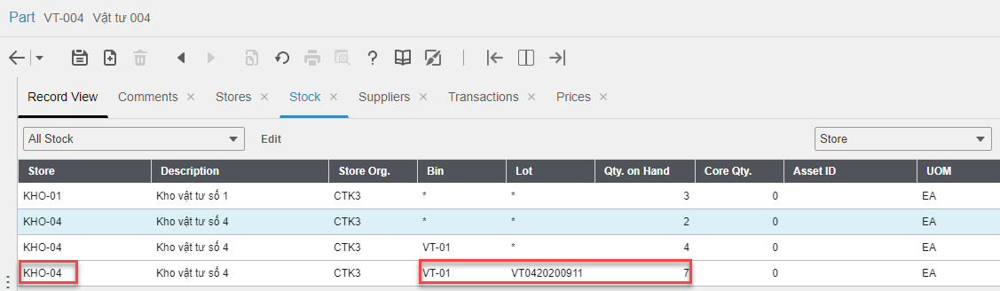 Part VT-004 Vật tư 004
Record View Comments Stores Stock Suppliers Transactions Prices
All Stock Edit Store
Store Description Store Org. Bin Lot Qty. on Hand Core Qty. Asset ID UOM
KHO-01 Kho vật tư số 1 CTK3 * * 3 0 EA
KHO-04 Kho vật tư số 4 CTK3 * * 2 0 EA
KHO-04 Kho vật tư số 4 CTK3 VT-01 * 4 0 EA
KHO-04 Kho vật tư số 4 CTK3 VT-01 VT0420200911 7 0 EA